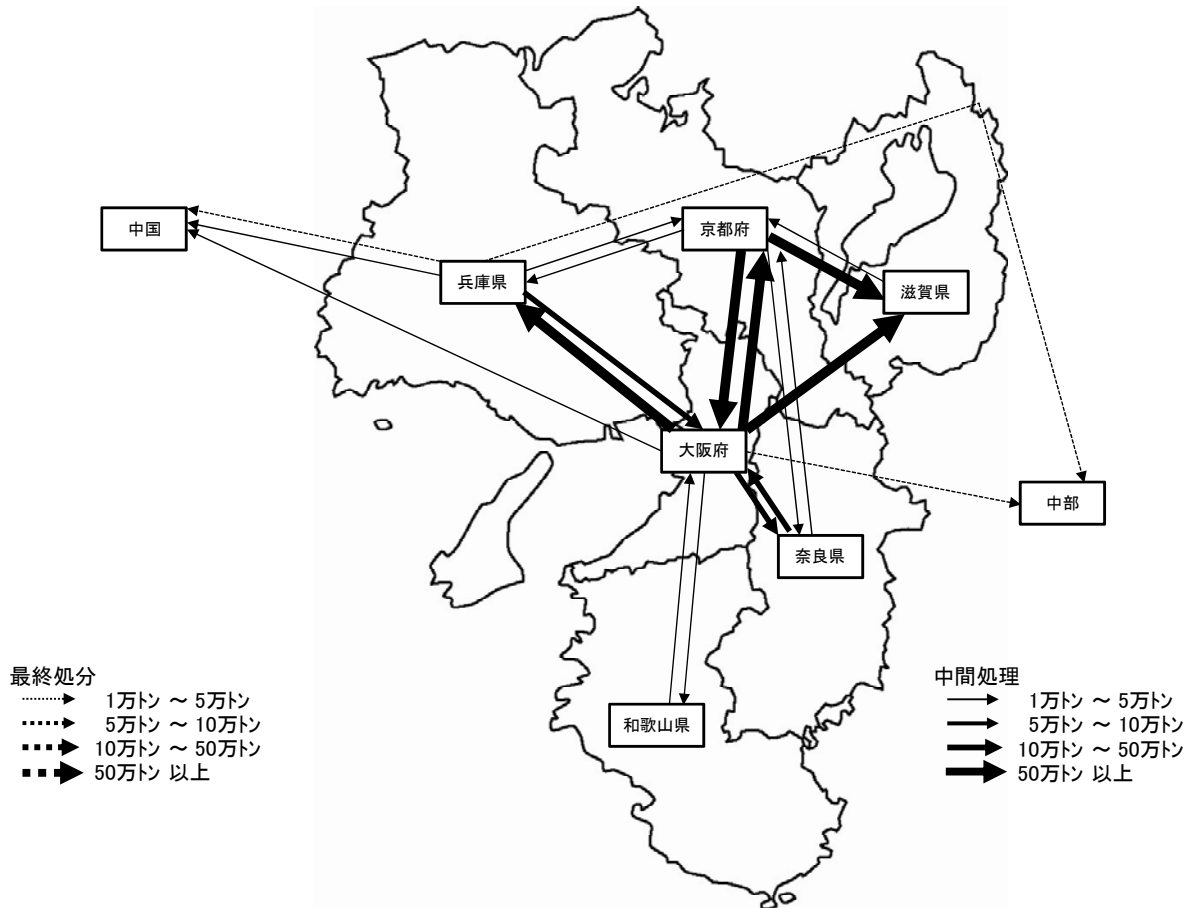 京都府
中国
兵庫県
滋賀県
大阪府
中部
奈良県
和歌山県
最終処分
1万トン ～ 5万トン
5万トン ～ 10万トン
10万トン ～ 50万トン
50万トン 以上
中間処理
1万トン ～ 5万トン
5万トン ～ 10万トン
10万トン ～ 50万トン
50万トン 以上